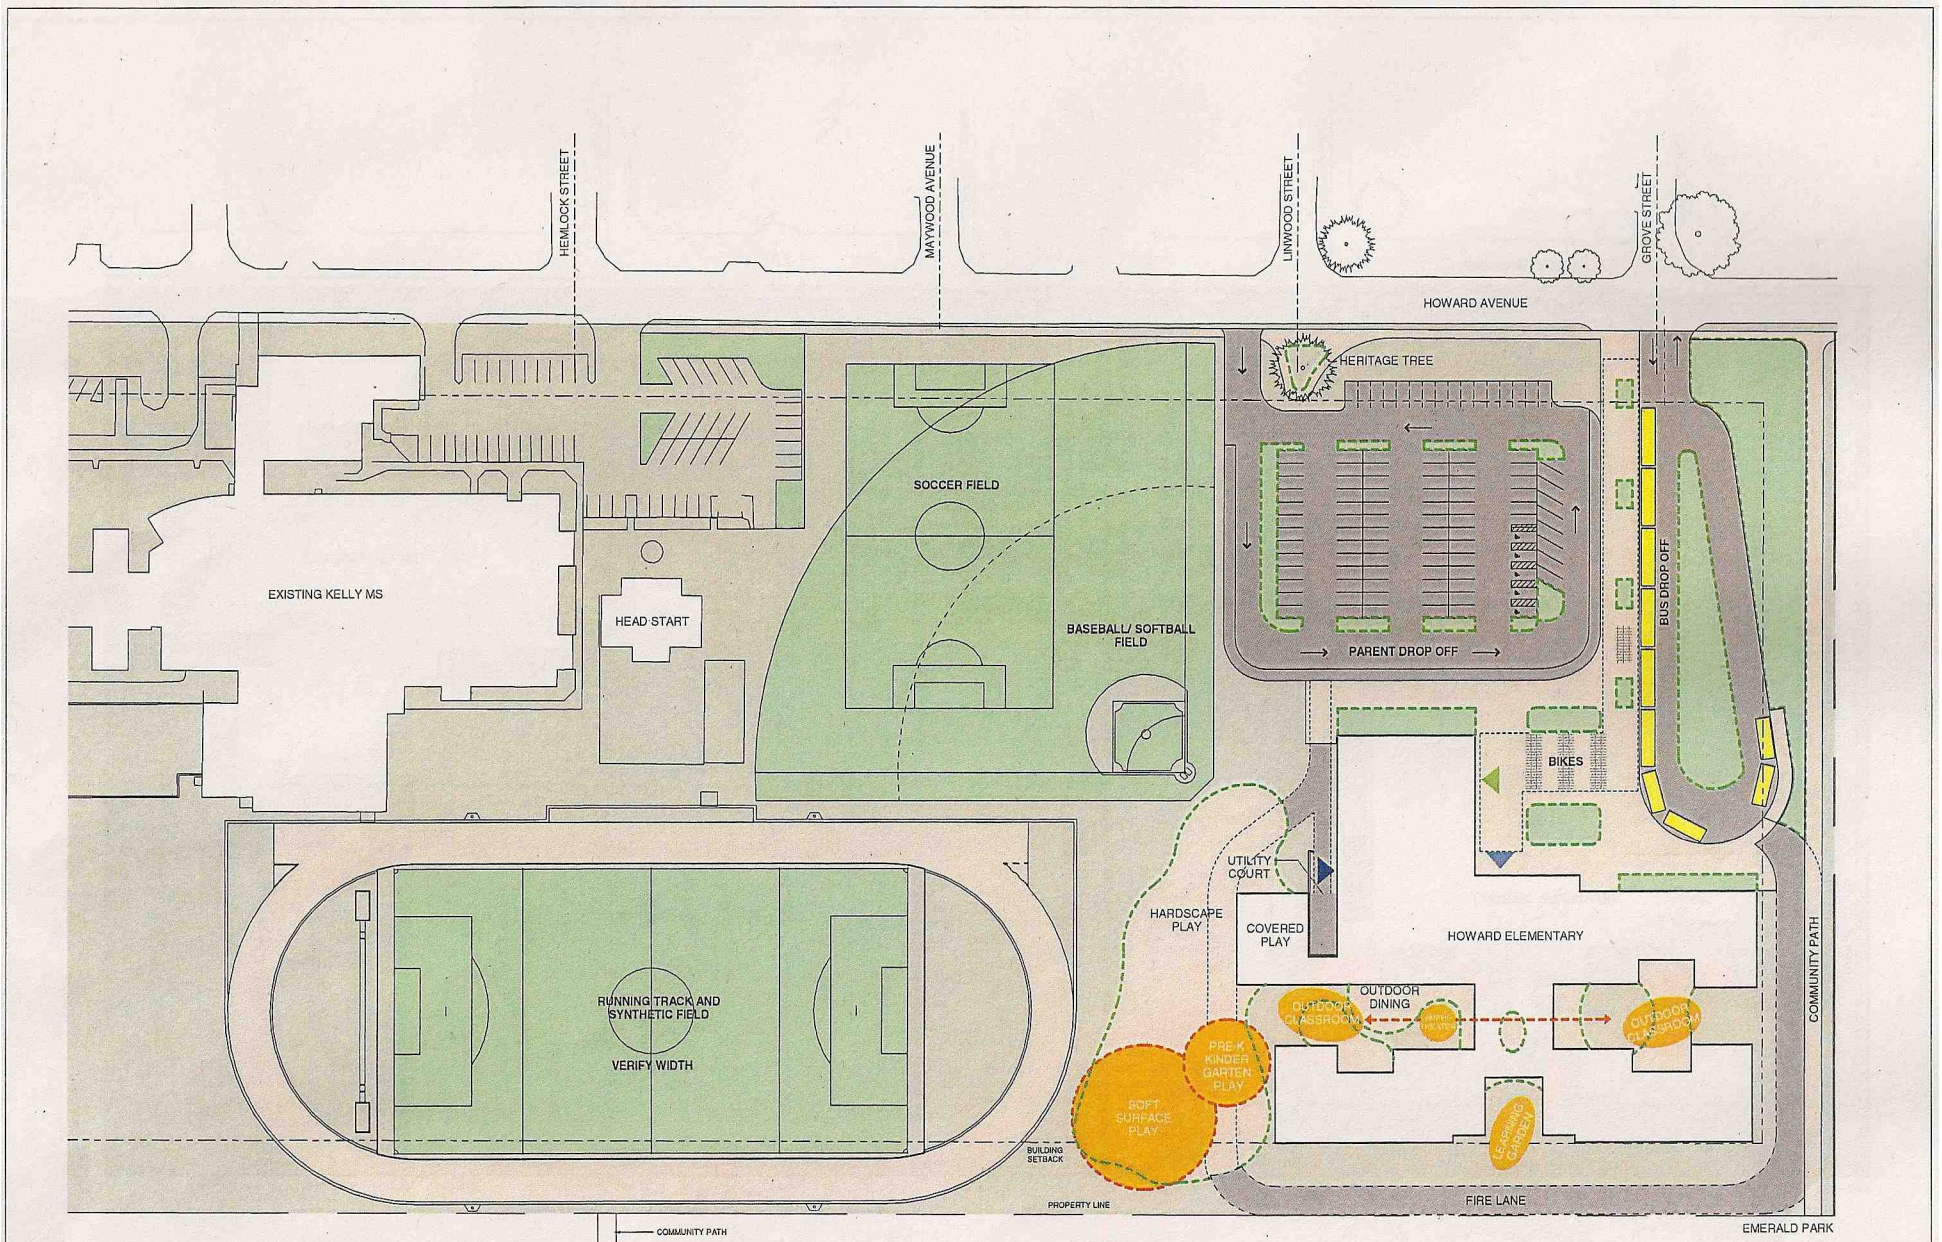 HEMLOCK STREET
MAYWOOD AVENUE
LINWOOD STREET
GROVE STREET
HOWARD AVENUE
HERITAGE TREE
SOCCER FIELD
BUS DROP OFF
EXISTING KELLY MS
HEAD START
BASEBALL/ SOFTBALL
FIELD
PARENT DROP OFF
BIKES
UTILITY
COURT
HARDSCAPE
PLAY
COVERED
PLAY
HOWARD ELEMENTARY
COMMUNITY PATH
OUTDOOR
DINING
OUTDOOR
CLASSROOM
OUTDOOR
CLASSROOM
RUNNING TRACK AND
SYNTHETIC FIELD
VERIFY WIDTH
PRE-K
KINDER
GARTEN
PLAY
SOFT
SURFACE
PLAY
LEARNING
GARDEN
BUILDING
SETBACK
PROPERTY LINE
FIRE LANE
COMMUNITY PATH
EMERALD PARK